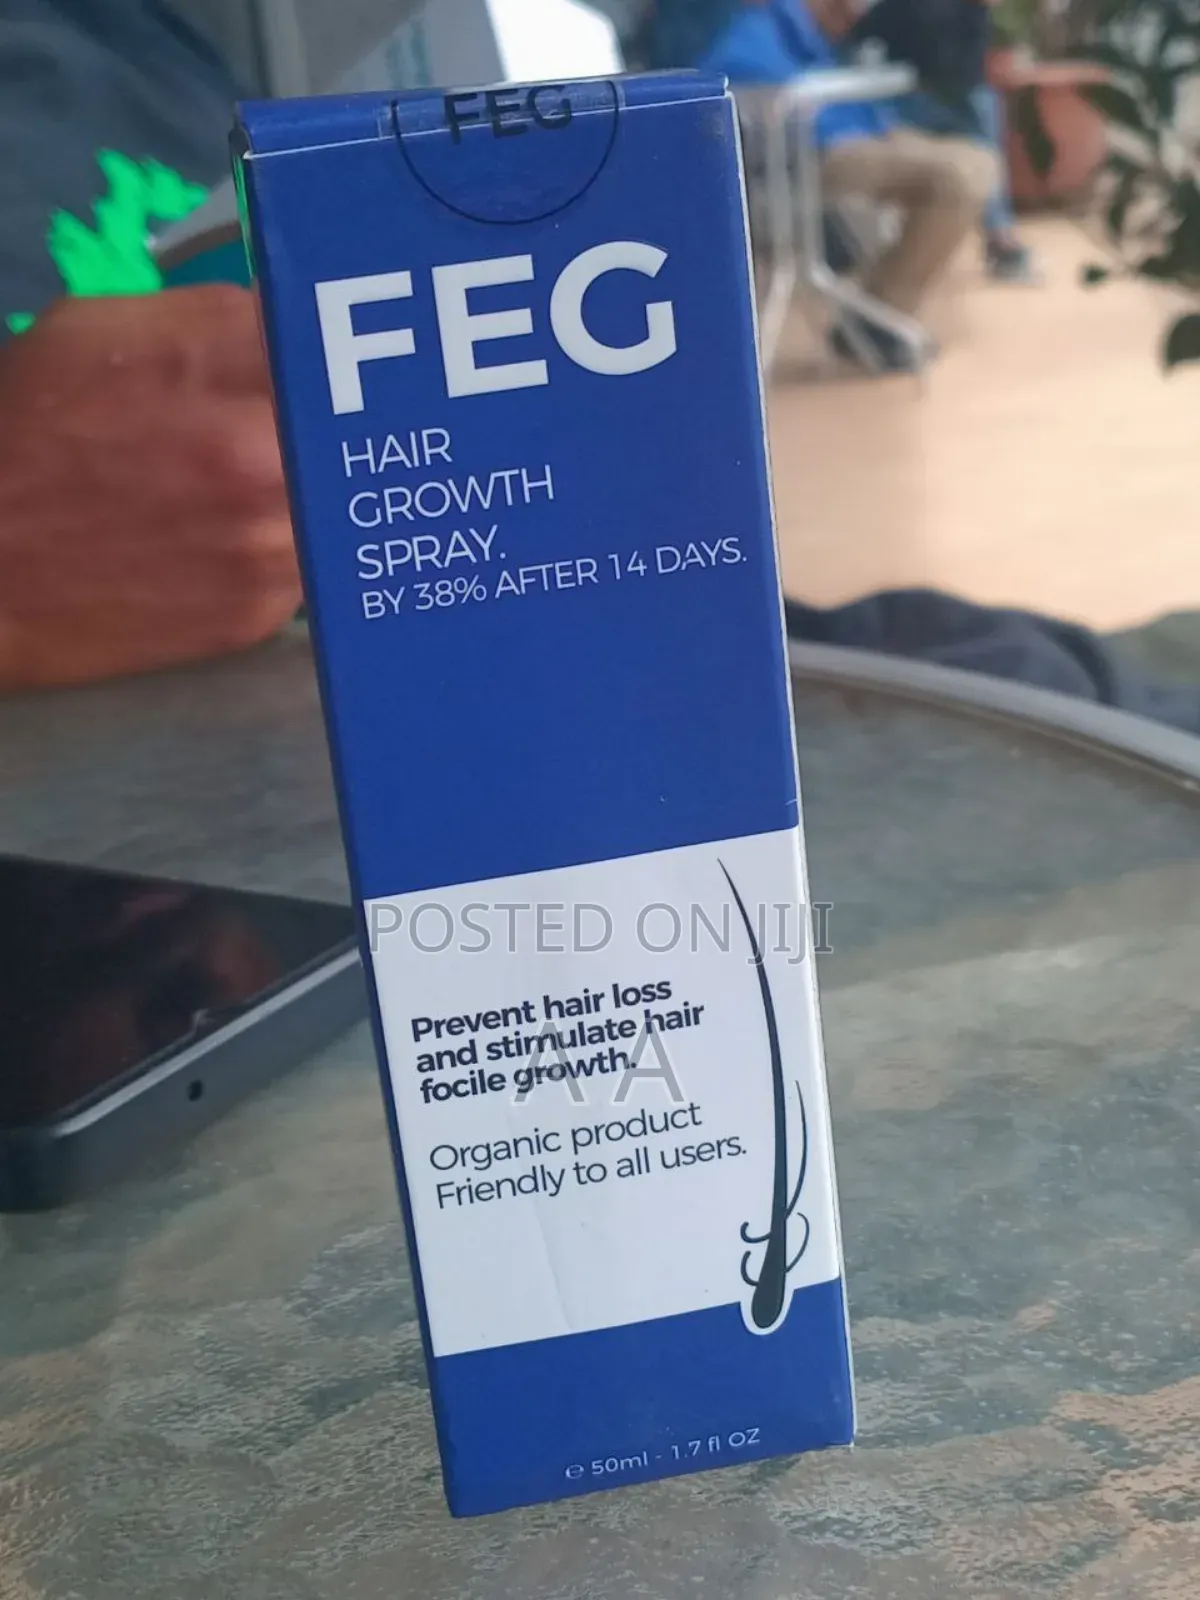 FEG
FEG
HAIR
GROWTH
SPRAY.
BY 38% AFTER 14 DAYS.
POSTED ON JIJI
Prevent hair loss
and stimulate hair
focile growth.
A A
Organic product
Friendly to all users.
℮ 50ml - 1.7 fl OZ